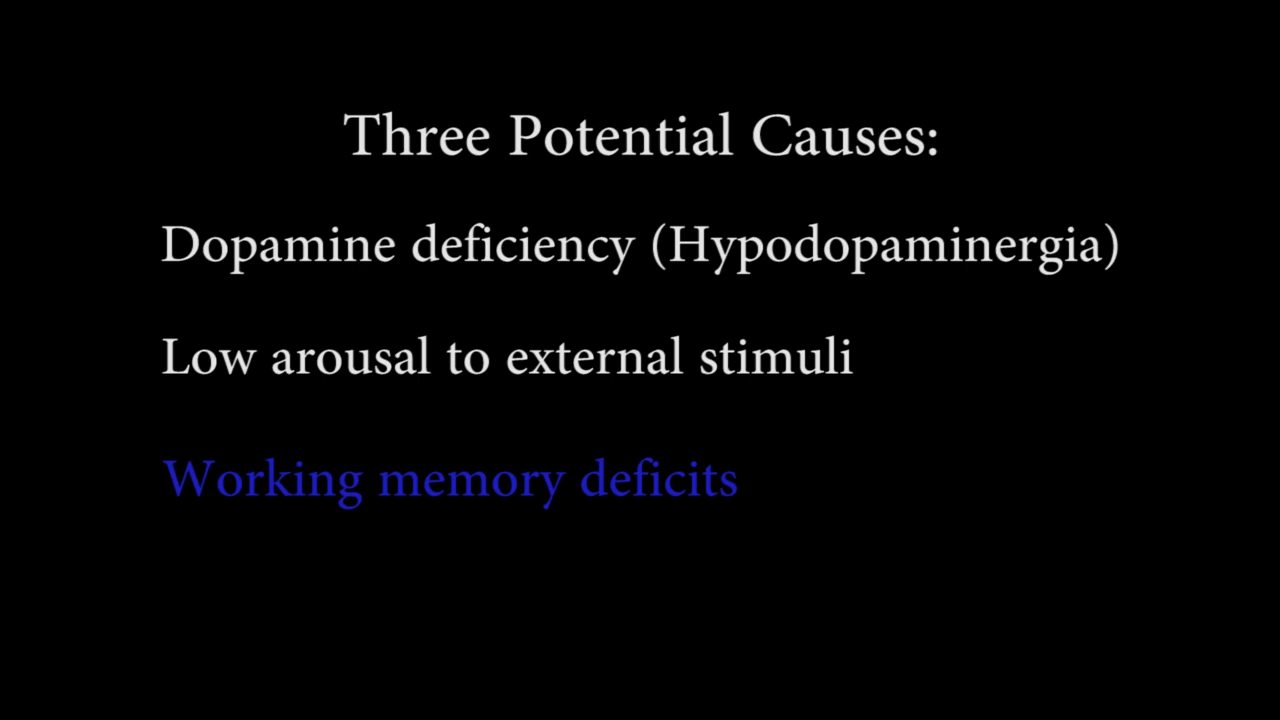 Three Potential Causes:
Dopamine deficiency (Hypodopaminergia)
Low arousal to external stimuli
Working memory deficits